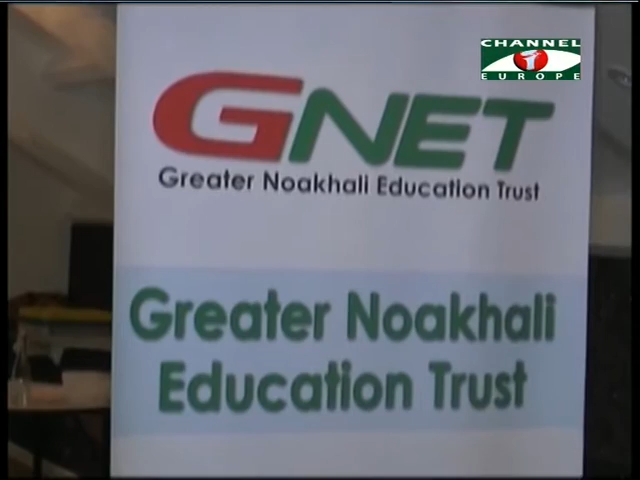 CHANNEL
i
EUROPE
GNET
Greater Noakhali Education Trust
Greater Noakhali
Education Trust